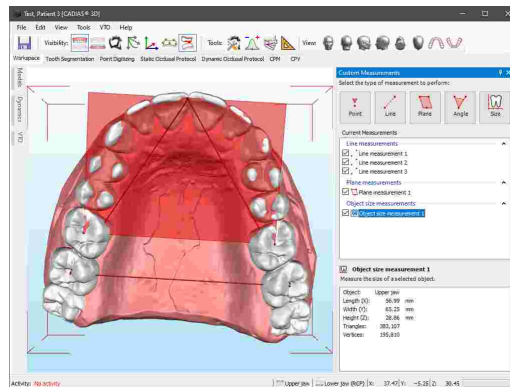 Test, Patient 3 [CADIAS® 3D]
File Edit View Tools VTO Help
Visibility: Tools: View:
Workspace Tooth Segmentation Point Digitizing Static Occlusal Protocol Dynamic Occlusal Protocol CPM CPV
Models
Dynamics
VTO
Custom Measurements
Select the type of measurement to perform:
Point Line Plane Angle Size
Current Measurements
Line measurements
Line measurement 1
Line measurement 2
Line measurement 3
Plane measurements
Plane measurement 1
Object size measurements
Object size measurement 1
Object size measurement 1
Measure the size of a selected object.
Object: Upper jaw
Length (X): 56.99 mm
Width (Y): 65.25 mm
Height (Z): 28.86 mm
Triangles: 383,107
Vertices: 195,810
Activity: No activity
Upper jaw Lower jaw (RCP) X: 37.47 Y: -5.25 Z: 30.45